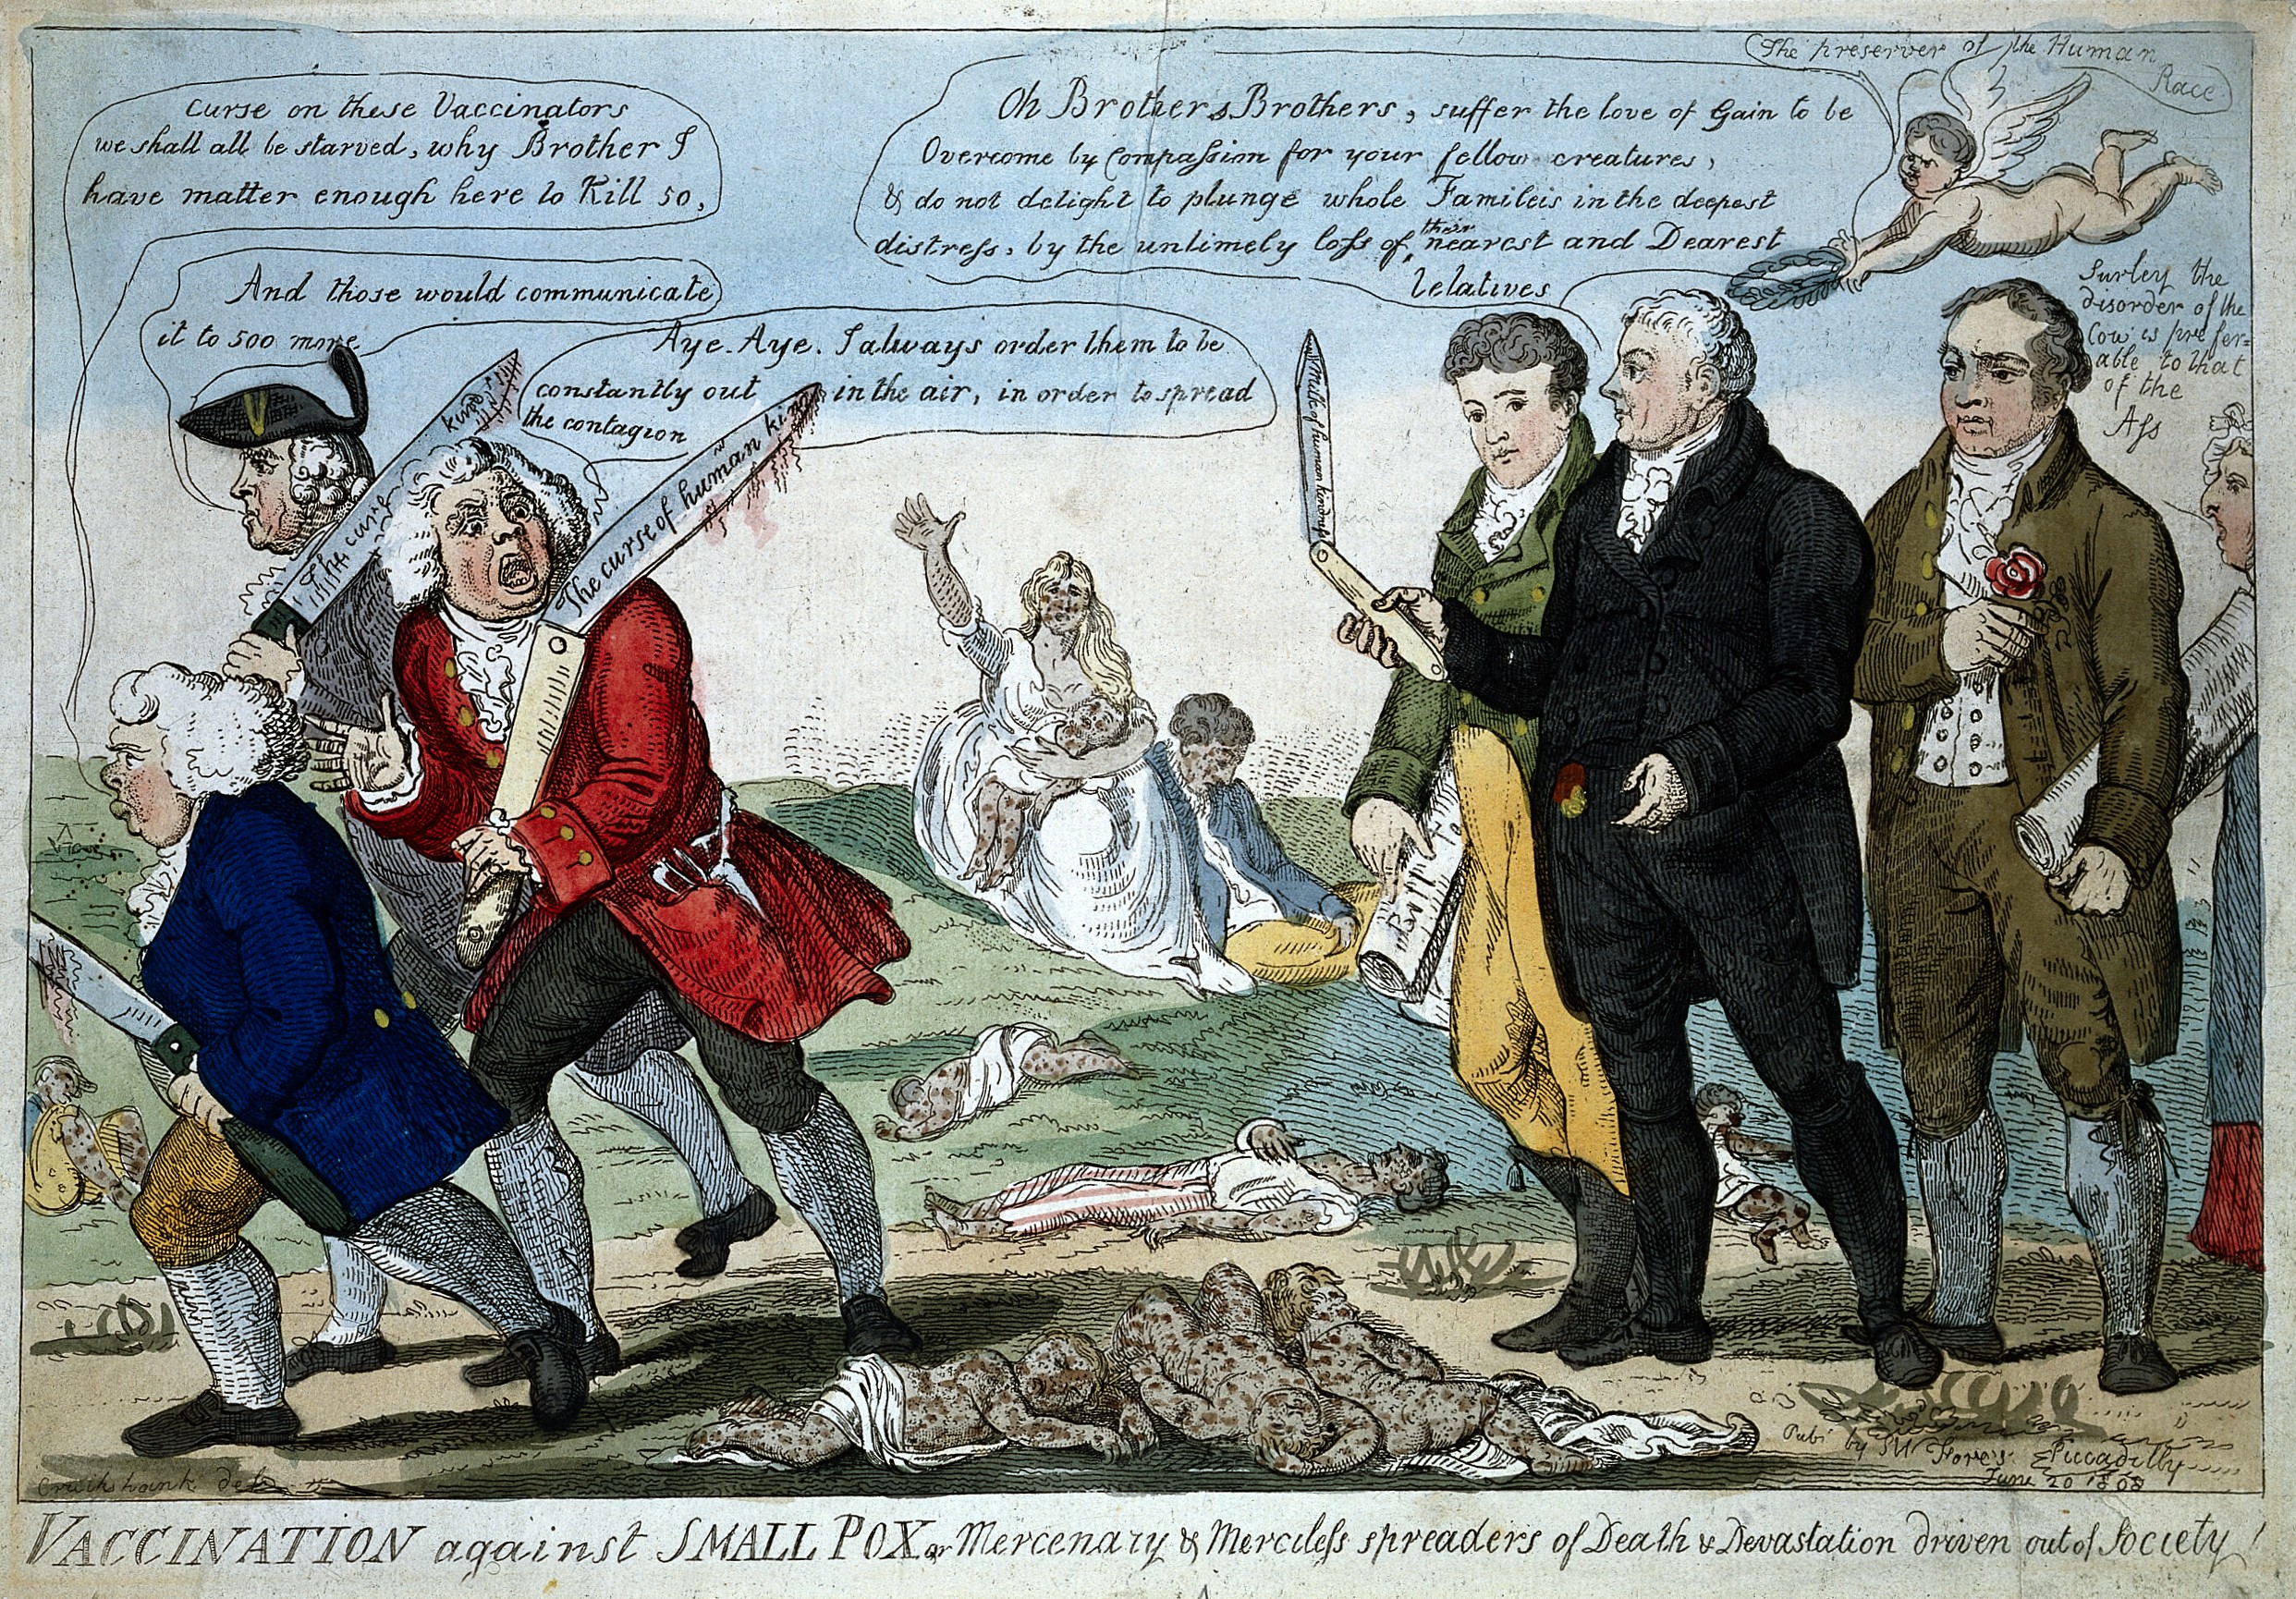 The preserver of the Human
Race
Curse on these Vaccinators
we shall all be starved, why Brother I
have matter enough here to Kill 50,
And those would communicate
it to 500 more
Aye. Aye. I always order them to be
constantly out in the air, in order to spread
the contagion
Oh Brothers Brothers, suffer the love of Gain to be
Overcome by Compaſsion for your fellow creatures,
& do not delight to plunge whole Famileis in the deepest
distreſs, by the untimely loſs of their nearest and Dearest
relatives
Surley the
disorder of the
Cow is prefer=
able to that
of the
Aſs
The curse
The curse of human kind
Milk of human kindneſs
Cruikshank del
Pubd by SW Fores Piccadilly
June 20 1808
VACCINATION against SMALL POX, or Mercenary & Mercileſs spreaders of Death & Devastation driven out of Society!